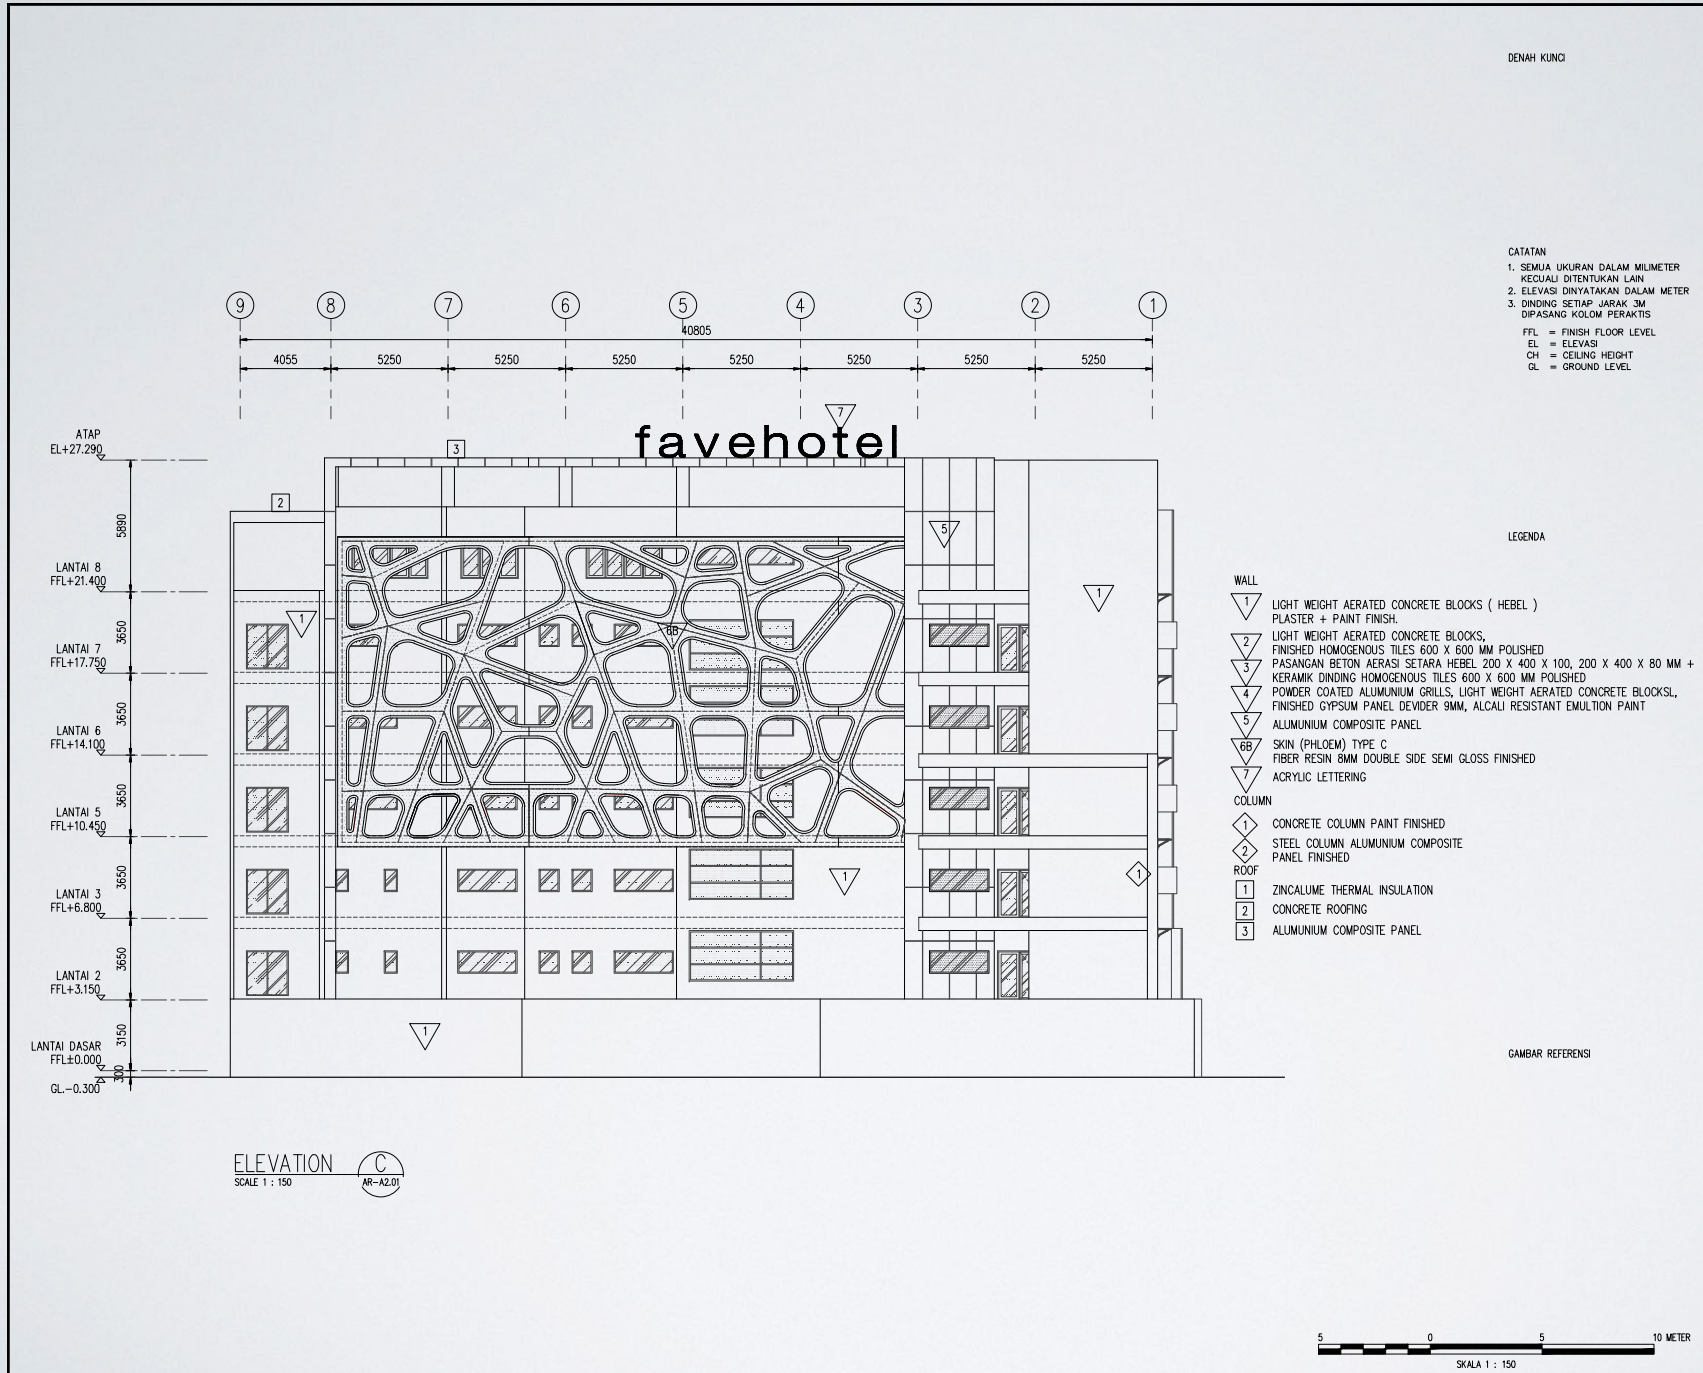 DENAH KUNCI
CATATAN
1. SEMUA UKURAN DALAM MILIMETER
KECUALI DITENTUKAN LAIN
2. ELEVASI DINYATAKAN DALAM METER
3. DINDING SETIAP JARAK 3M
DIPASANG KOLOM PERAKTIS
FFL = FINISH FLOOR LEVEL
EL = ELEVASI
CH = CEILING HEIGHT
GL = GROUND LEVEL
9 8 7 6 5 4 3 2 1
40805
4055 5250 5250 5250 5250 5250 5250 5250
7
favehotel
ATAP
EL+27.290
3
2
5890
5
LANTAI 8
FFL+21.400
1
1
3650
6B
LANTAI 7
FFL+17.750
3650
LANTAI 6
FFL+14.100
3650
LANTAI 5
FFL+10.450
3650
1
1
LANTAI 3
FFL+6.800
3650
LANTAI 2
FFL+3.150
3150
1
LANTAI DASAR
FFL±0.000
300
GL.-0.300
LEGENDA
WALL
1 LIGHT WEIGHT AERATED CONCRETE BLOCKS ( HEBEL )
PLASTER + PAINT FINISH.
2 LIGHT WEIGHT AERATED CONCRETE BLOCKS,
FINISHED HOMOGENOUS TILES 600 X 600 MM POLISHED
3 PASANGAN BETON AERASI SETARA HEBEL 200 X 400 X 100, 200 X 400 X 80 MM +
KERAMIK DINDING HOMOGENOUS TILES 600 X 600 MM POLISHED
4 POWDER COATED ALUMUNIUM GRILLS, LIGHT WEIGHT AERATED CONCRETE BLOCKSL,
FINISHED GYPSUM PANEL DEVIDER 9MM, ALCALI RESISTANT EMULTION PAINT
5 ALUMUNIUM COMPOSITE PANEL
6B SKIN (PHLOEM) TYPE C
FIBER RESIN 8MM DOUBLE SIDE SEMI GLOSS FINISHED
7 ACRYLIC LETTERING
COLUMN
1 CONCRETE COLUMN PAINT FINISHED
2 STEEL COLUMN ALUMUNIUM COMPOSITE
PANEL FINISHED
ROOF
1 ZINCALUME THERMAL INSULATION
2 CONCRETE ROOFING
3 ALUMUNIUM COMPOSITE PANEL
GAMBAR REFERENSI
ELEVATION C
SCALE 1 : 150 AR-A2.01
5 0 5 10 METER
SKALA 1 : 150